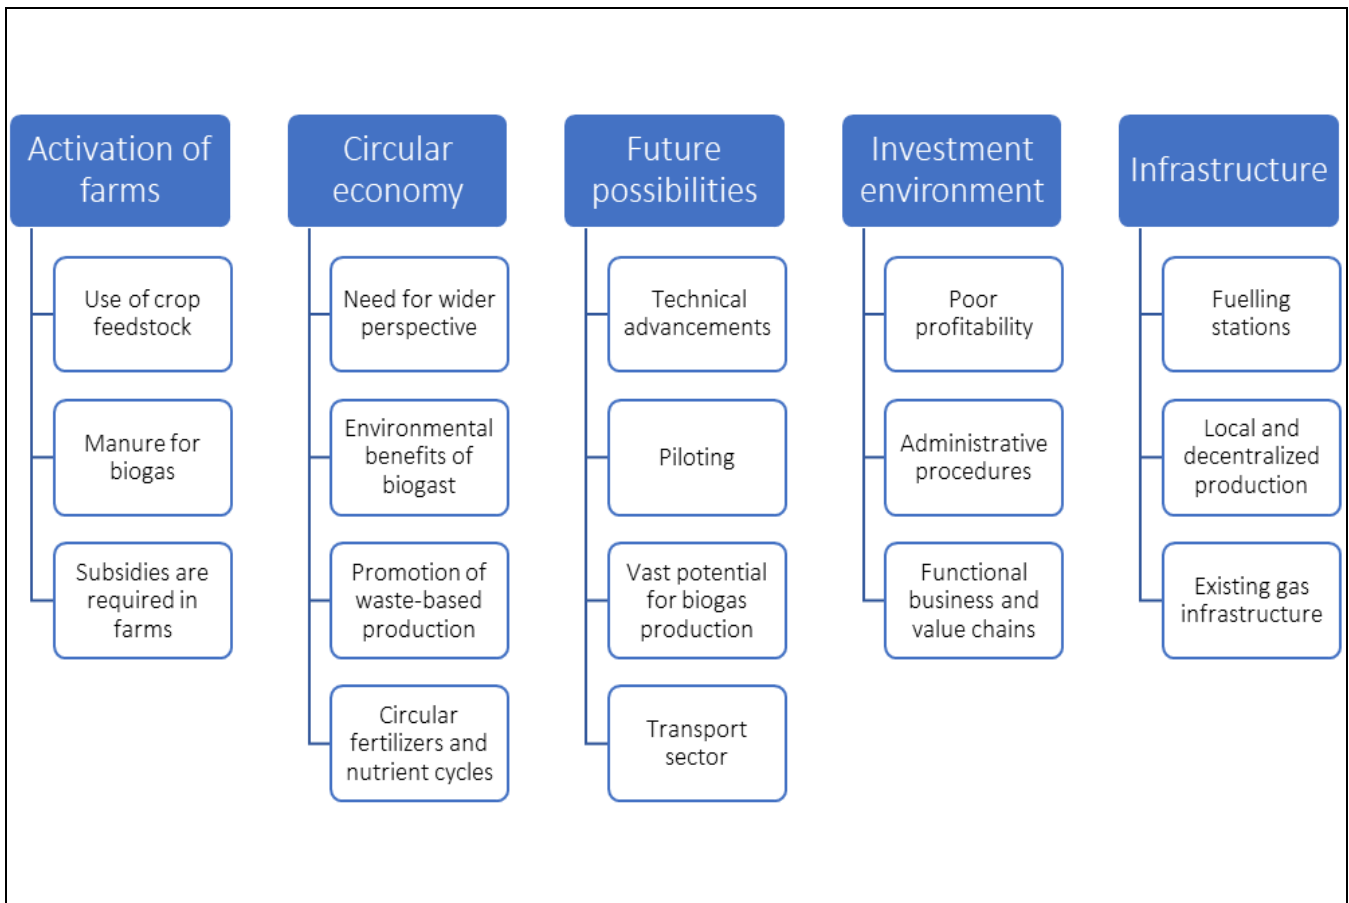 Activation of
farms
Use of crop
feedstock
Manure for
biogas
Subsidies are
required in
farms
Circular
economy
Need for wider
perspective
Environmental
benefits of
biogast
Promotion of
waste-based
production
Circular
fertilizers and
nutrient cycles
Future
possibilities
Technical
advancements
Piloting
Vast potential
for biogas
production
Transport
sector
Investment
environment
Poor
profitability
Administrative
procedures
Functional
business and
value chains
Infrastructure
Fuelling
stations
Local and
decentralized
production
Existing gas
infrastructure